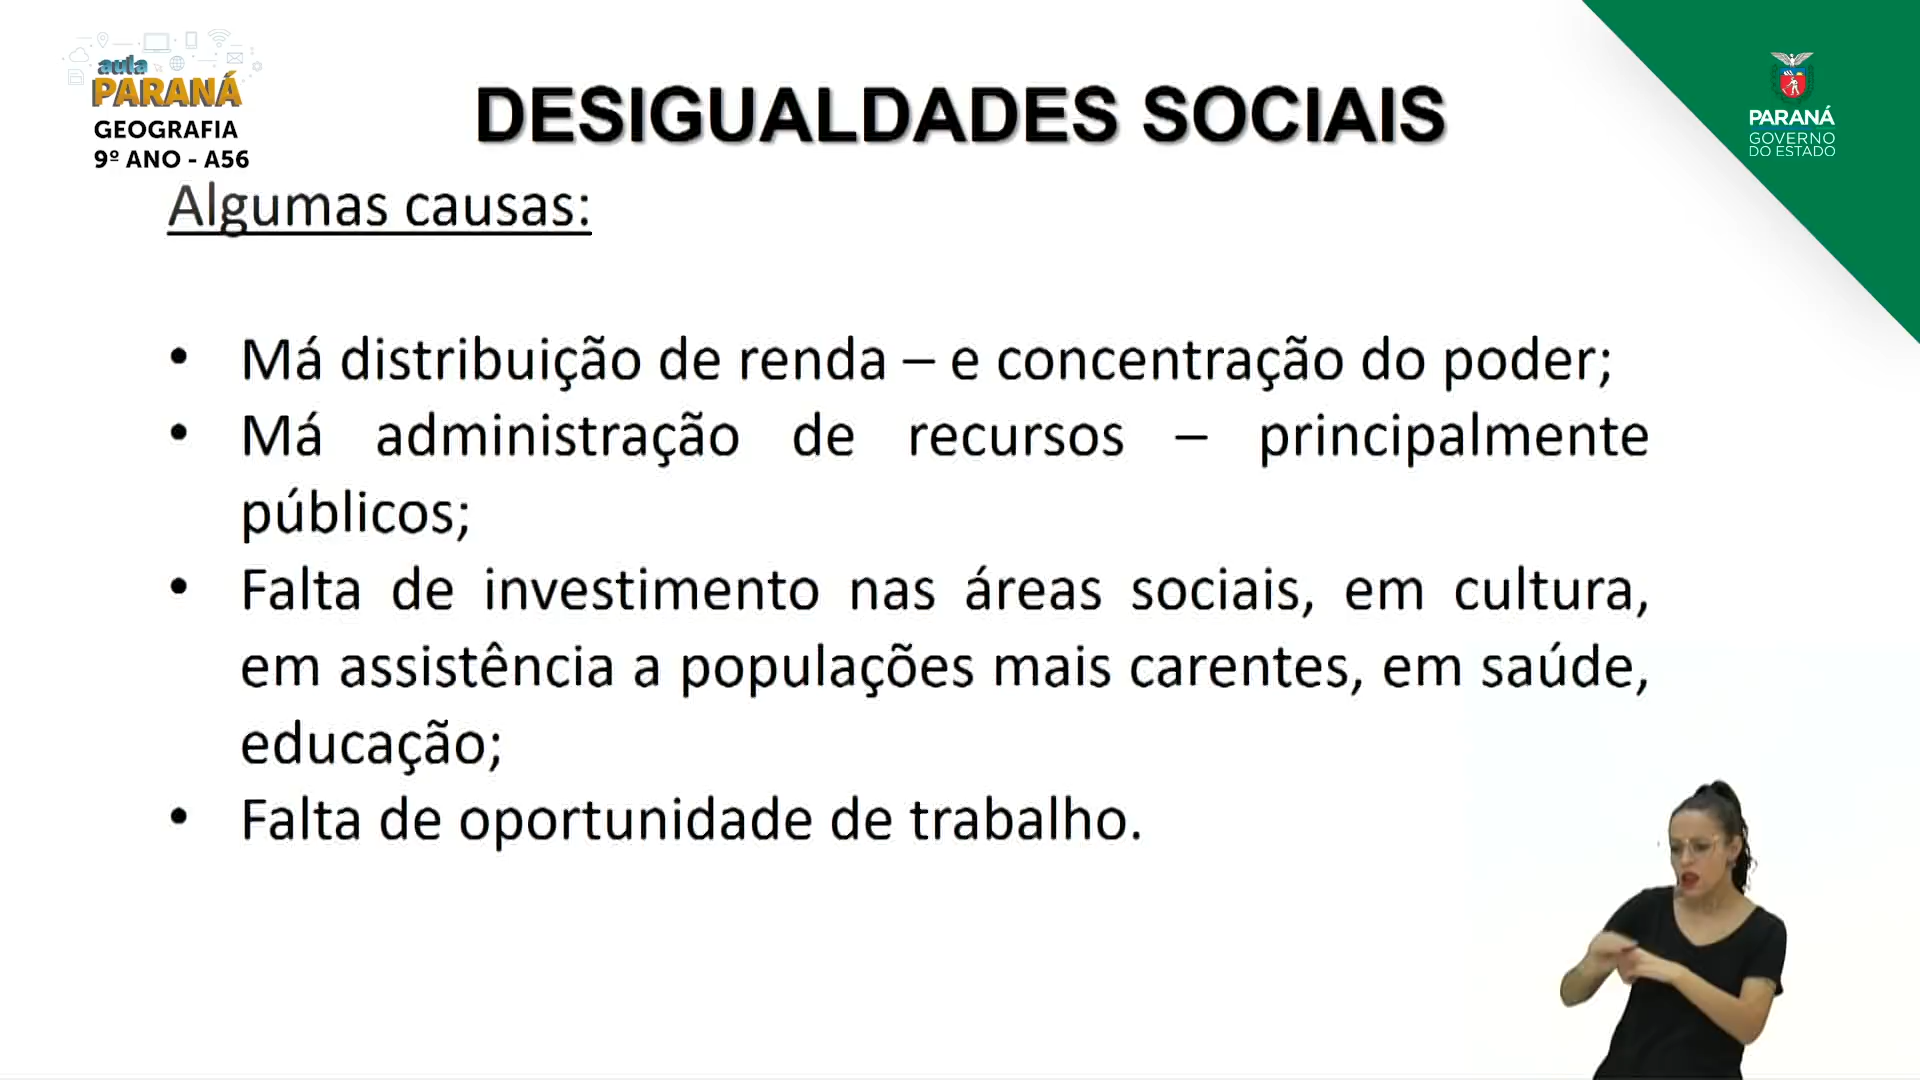 aula
PARANÁ
GEOGRAFIA
9º ANO - A56
DESIGUALDADES SOCIAIS
PARANÁ
GOVERNO
DO ESTADO
Algumas causas:
• Má distribuição de renda – e concentração do poder;
• Má administração de recursos – principalmente
públicos;
• Falta de investimento nas áreas sociais, em cultura,
em assistência a populações mais carentes, em saúde,
educação;
• Falta de oportunidade de trabalho.